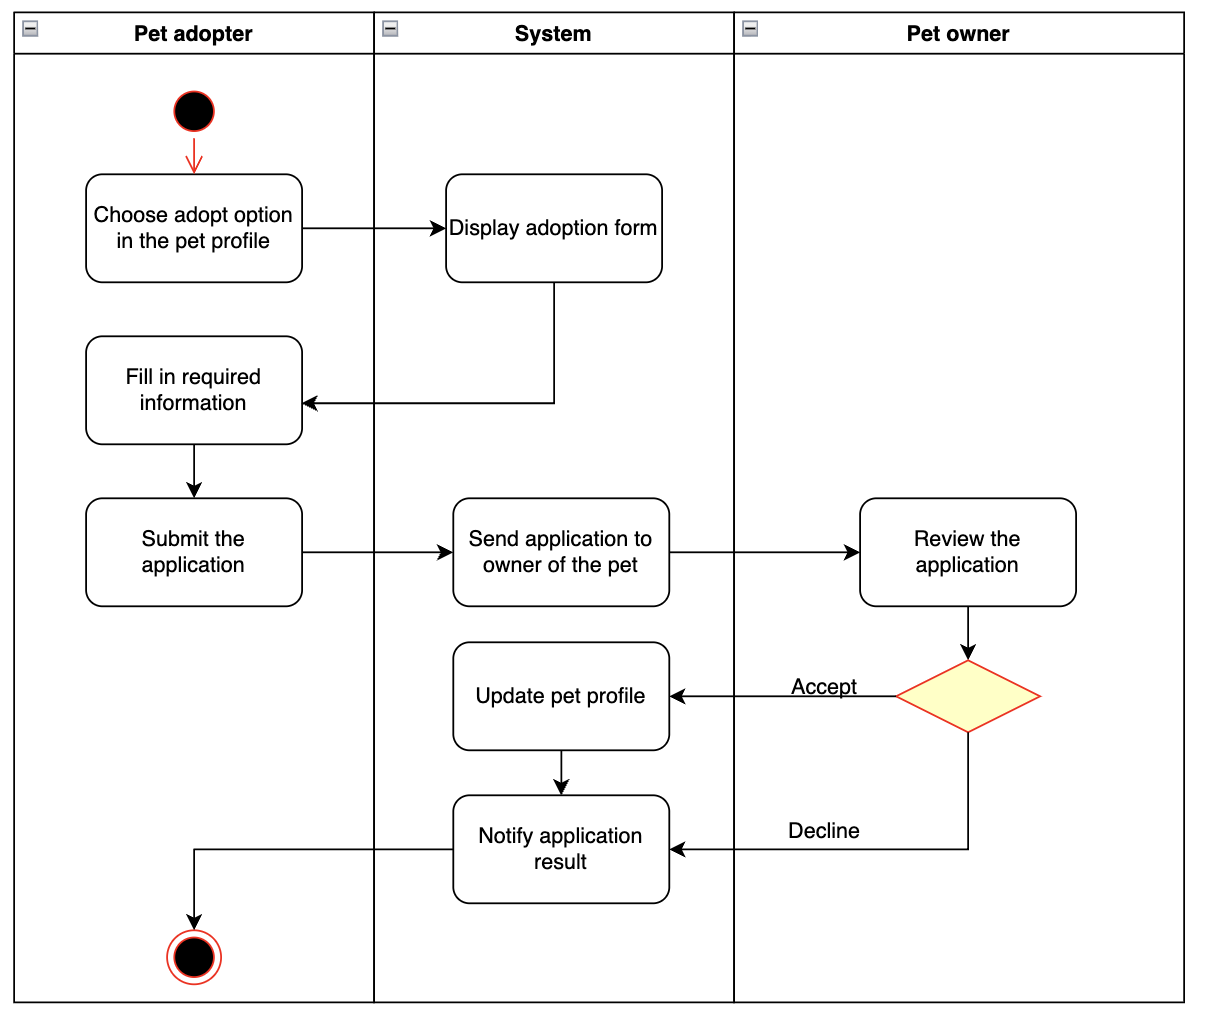 Pet adopter
System
Pet owner
Choose adopt option
in the pet profile
Display adoption form
Fill in required
information
Submit the
application
Send application to
owner of the pet
Review the
application
Update pet profile
Accept
Notify application
result
Decline